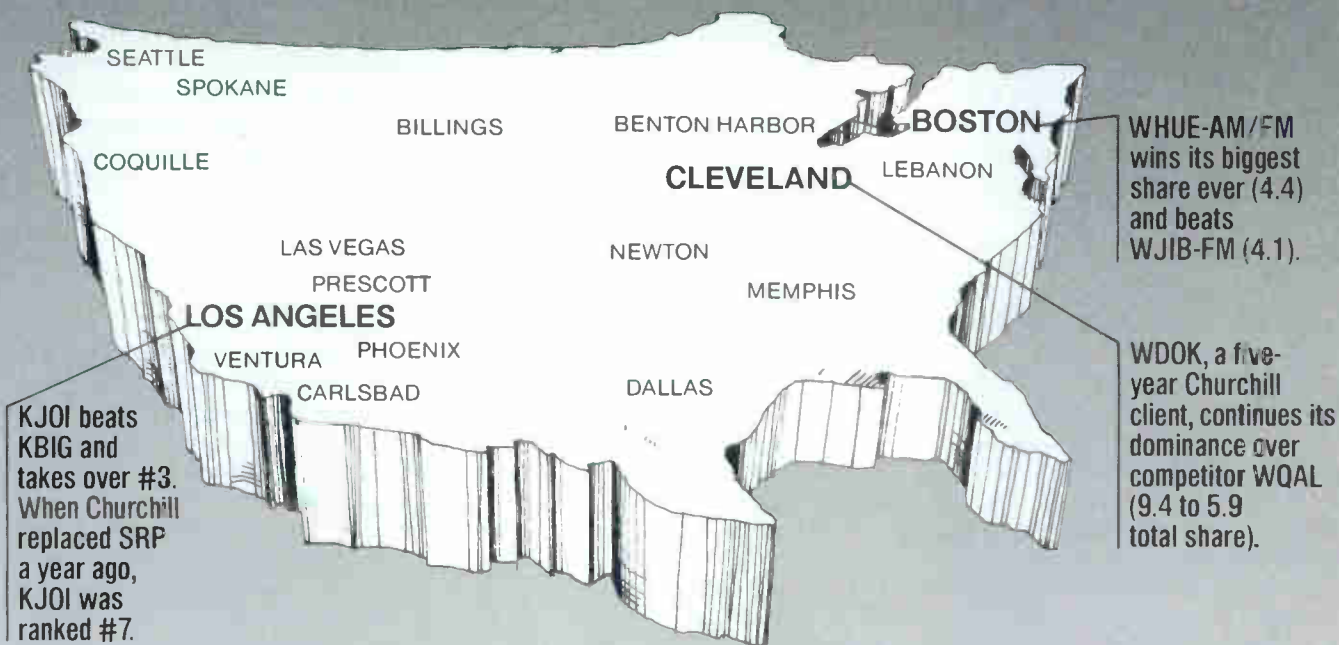 SEATTLE
SPOKANE
BILLINGS
BENTON HARBOR
BOSTON
COQUILLE
CLEVELAND
LEBANON
LAS VEGAS
NEWTON
PRESCOTT
MEMPHIS
LOS ANGELES
VENTURA
PHOENIX
CARLSBAD
DALLAS
WHUE-AM/FM
wins its biggest
share ever (4.4)
and beats
WJIB-FM (4.1).
WDOK, a five-
year Churchill
client, continues its
dominance over
competitor WQAL
(9.4 to 5.9
total share).
KJOI beats
KBIG and
takes over #3.
When Churchill
replaced SRP
a year ago,
KJOI was
ranked #7.